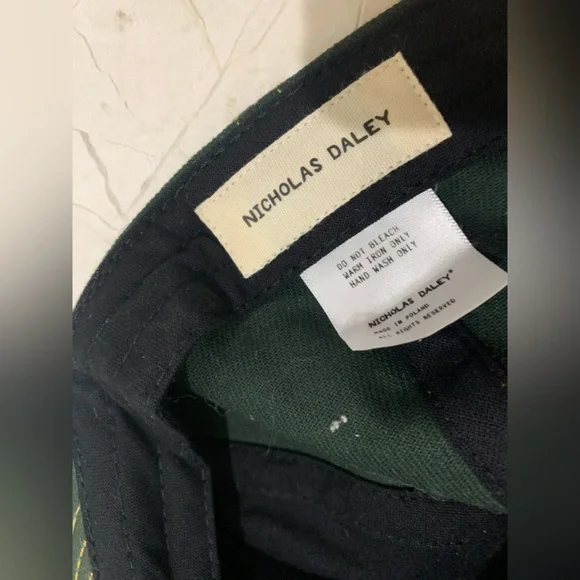 NICHOLAS DALEY
DO NOT BLEACH
WARM IRON ONLY
HAND WASH ONLY
NICHOLAS DALEY®
MADE IN POLAND
ALL RIGHTS RESERVED